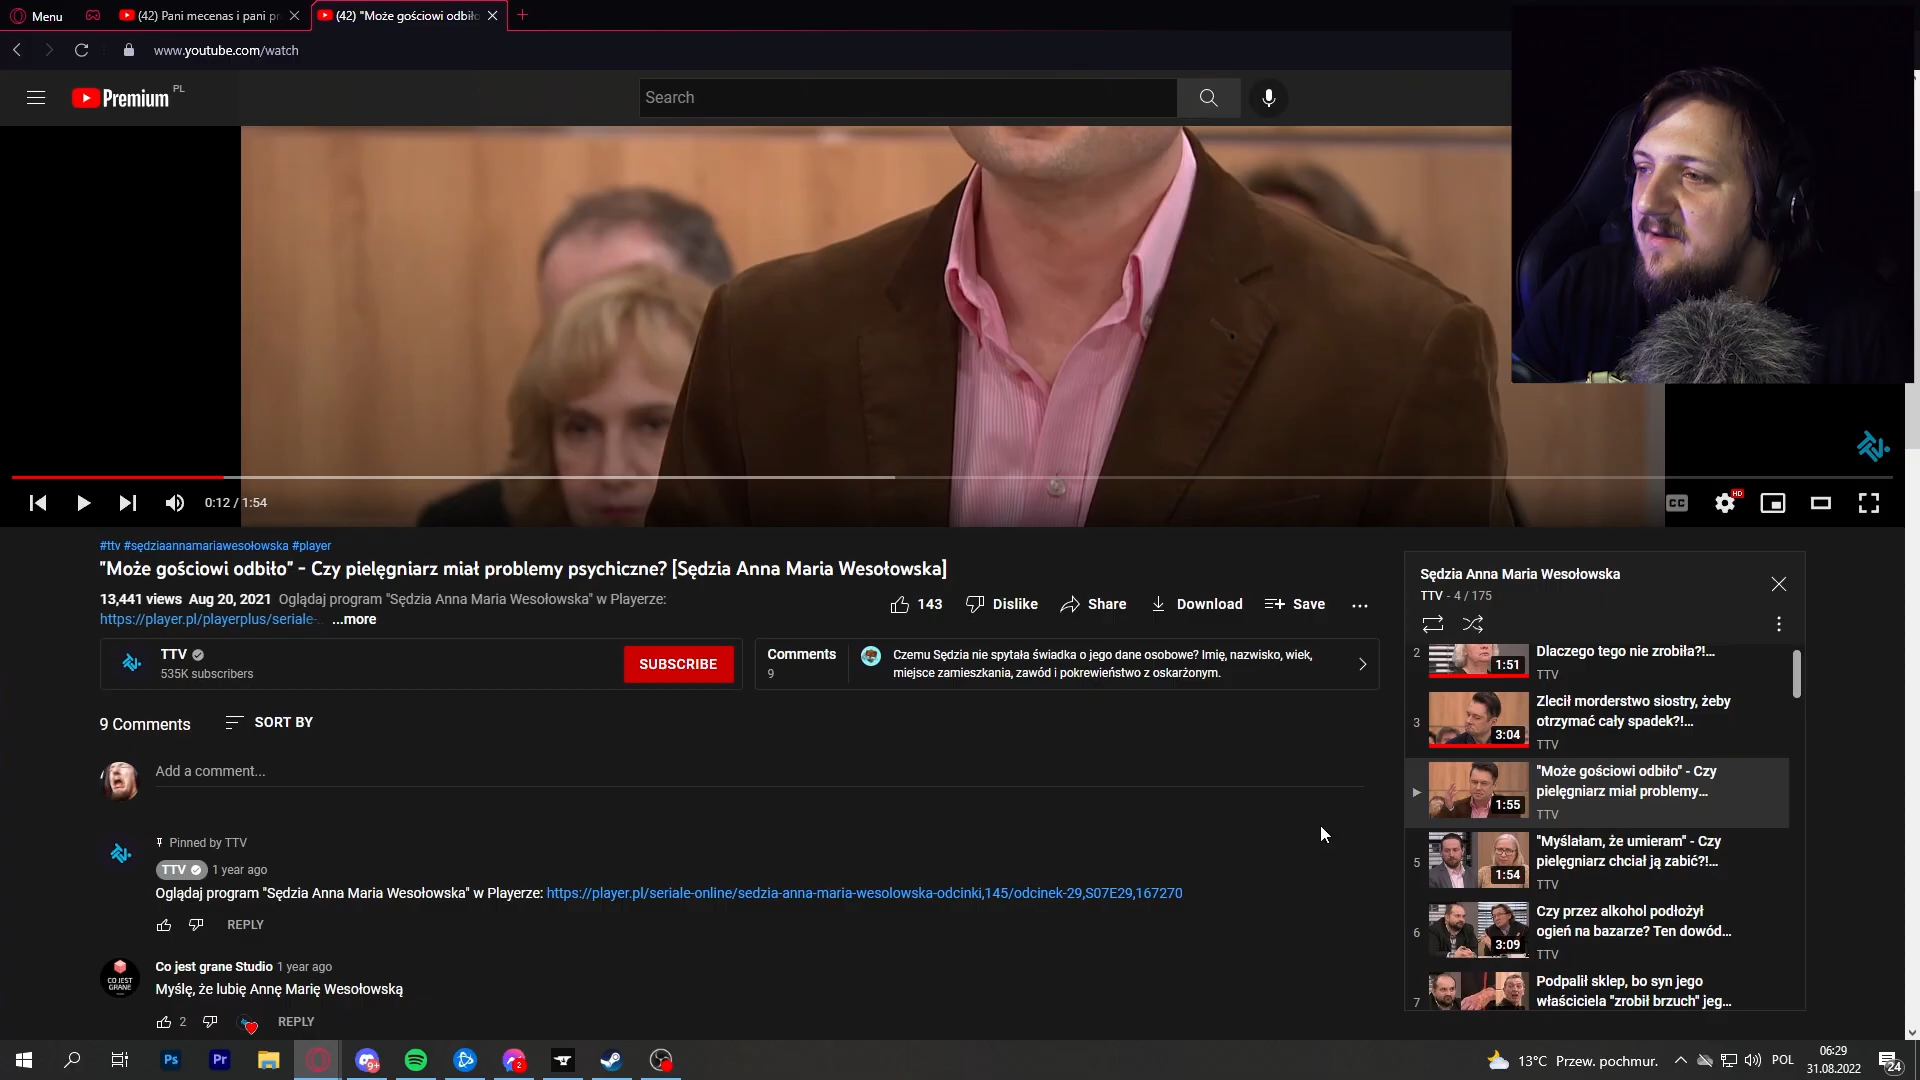 Menu
(42) Pani mecenas i pani pr
(42) "Może gościowi odbiło
www.youtube.com/watch
Premium PL
Search
0:12 / 1:54
CC
HD
#ttv #sędziaannamariawesołowska #player
"Może gościowi odbiło" - Czy pielęgniarz miał problemy psychiczne? [Sędzia Anna Maria Wesołowska]
13,441 views Aug 20, 2021 Oglądaj program "Sędzia Anna Maria Wesołowska" w Playerze:
https://player.pl/playerplus/seriale-... ...more
143
Dislike
Share
Download
Save
TTV
535K subscribers
SUBSCRIBE
Comments
9
Czemu Sędzia nie spytała świadka o jego dane osobowe? Imię, nazwisko, wiek,
miejsce zamieszkania, zawód i pokrewieństwo z oskarżonym.
9 Comments
SORT BY
Add a comment...
Pinned by TTV
TTV 1 year ago
Oglądaj program "Sędzia Anna Maria Wesołowska" w Playerze: https://player.pl/seriale-online/sedzia-anna-maria-wesolowska-odcinki,145/odcinek-29,S07E29,167270
REPLY
CO JEST
GRANE
Co jest grane Studio 1 year ago
Myślę, że lubię Annę Marię Wesołowską
2
REPLY
Sędzia Anna Maria Wesołowska
TTV - 4 / 175
2
1:51
Dlaczego tego nie zrobiła?!...
TTV
3
3:04
Zlecił morderstwo siostry, żeby
otrzymać cały spadek?!...
TTV
1:55
"Może gościowi odbiło" - Czy
pielęgniarz miał problemy...
TTV
5
1:54
"Myślałam, że umieram" - Czy
pielęgniarz chciał ją zabić?!...
TTV
6
3:09
Czy przez alkohol podłożył
ogień na bazarze? Ten dowód...
TTV
7
Podpalił sklep, bo syn jego
właściciela "zrobił brzuch" jeg...
Ps
Pr
9+
2
13°C Przew. pochmur.
POL
06:29
31.08.2022
24